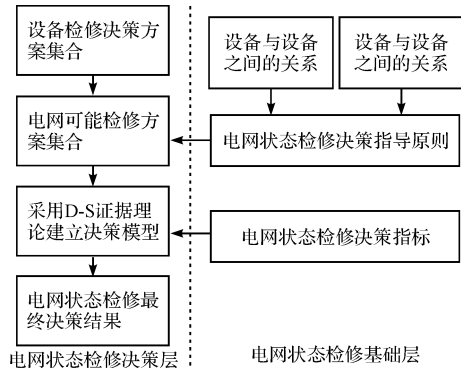 设备检修决策方
案集合
电网可能检修方
案集合
采用D-S证据理
论建立决策模型
电网状态检修最
终决策结果
电网状态检修决策层
设备与设备
之间的关系
设备与设备
之间的关系
电网状态检修决策指导原则
电网状态检修决策指标
电网状态检修基础层